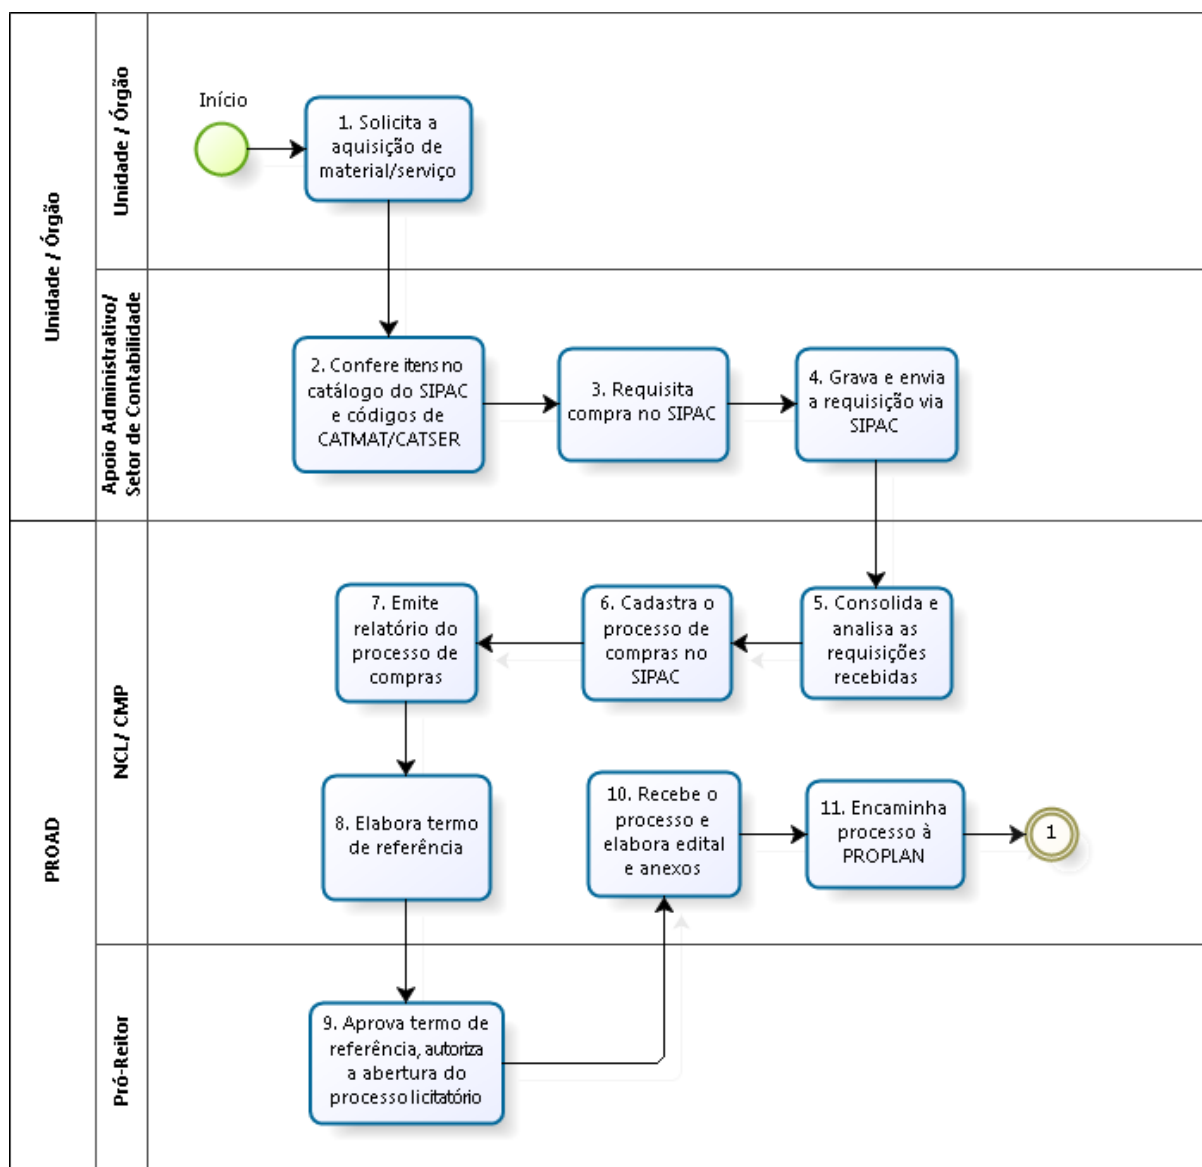 Unidade / Órgão
Unidade / Órgão
Início
1. Solicita a
aquisição de
material/serviço
Apoio Administrativo/
Setor de Contabilidade
2. Confere itens no
catálogo do SIPAC
e códigos de
CATMAT/CATSER
3. Requisita
compra no SIPAC
4. Grava e envia
a requisição via
SIPAC
PROAD
NCL/ CMP
5. Consolida e
analisa as
requisições
recebidas
6. Cadastra o
processo de
compras no
SIPAC
7. Emite
relatório do
processo de
compras
8. Elabora termo
de referência
10. Recebe o
processo e
elabora edital
e anexos
11. Encaminha
processo à
PROPLAN
1
Pró-Reitor
9. Aprova termo de
referência, autoriza
a abertura do
processo licitatório